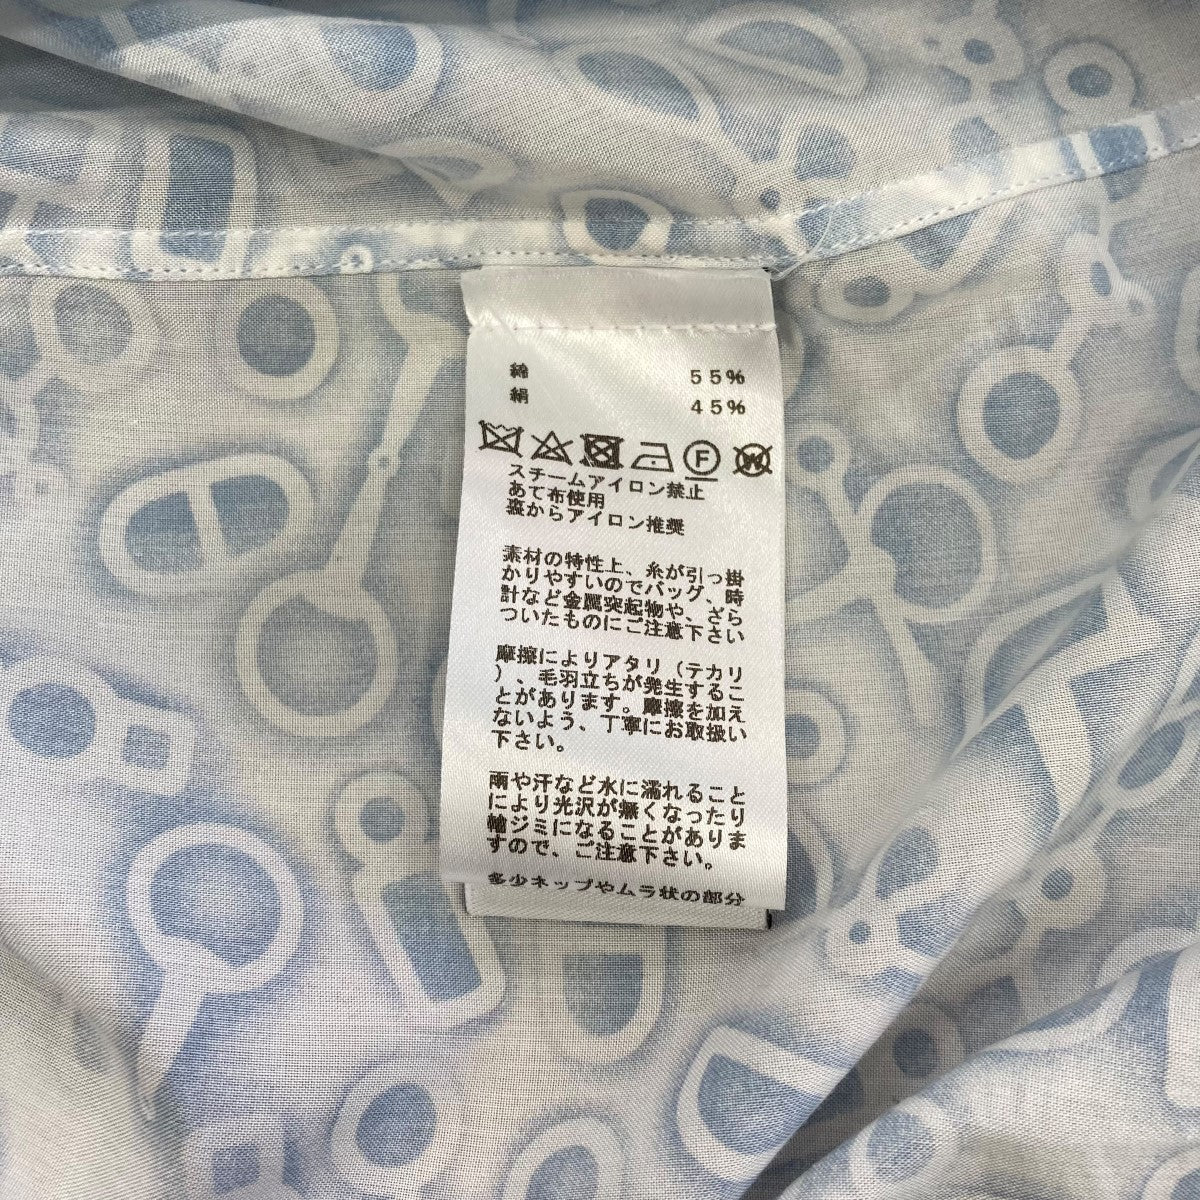 綿 55%
絹 45%
F W
スチームアイロン禁止
あて布使用
裏からアイロン推奨
素材の特性上、糸が引っ掛
かりやすいのでバッグ、時
計など金属突起物や、ざら
ついたものにご注意下さい
摩擦によりアタリ(テカリ
)、毛羽立ちが発生するこ
とがあります。摩擦を加え
ないよう、丁寧にお取扱い
下さい。
雨や汗など水に濡れること
により光沢が無くなったり
輪ジミになることがありま
すので、ご注意下さい。
多少ネップやムラ状の部分